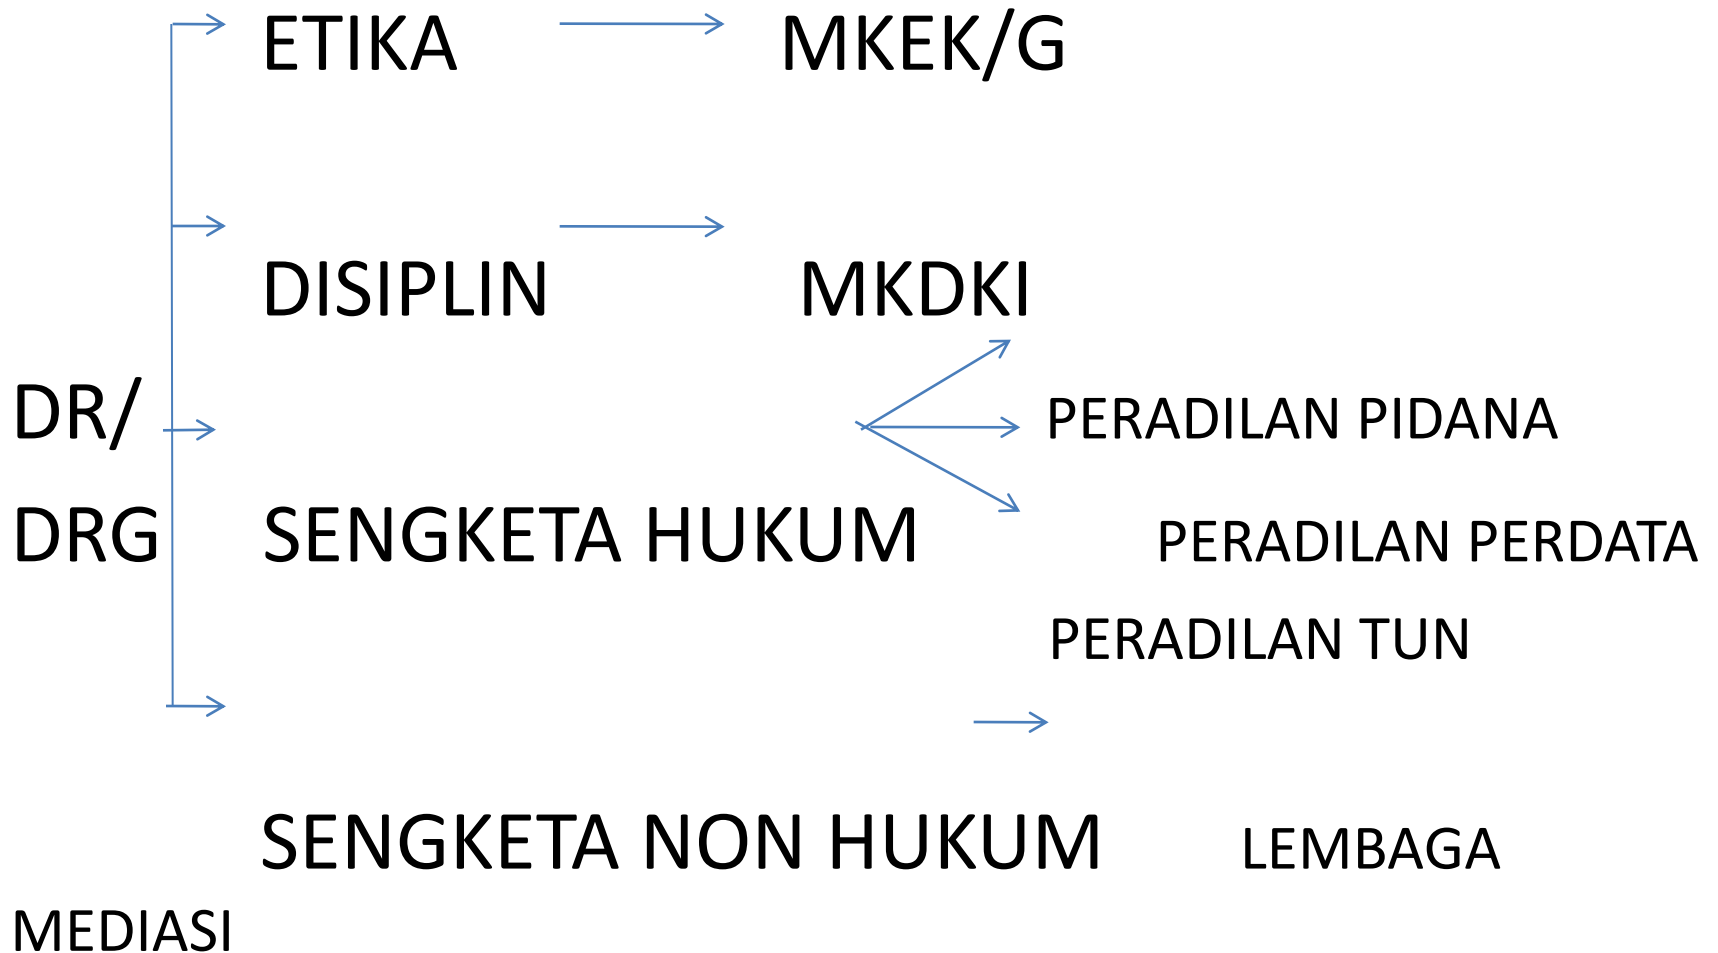 ETIKA MKEK/G
DISIPLIN MKDKI
DR/ PERADILAN PIDANA
DRG SENGKETA HUKUM PERADILAN PERDATA
PERADILAN TUN
SENGKETA NON HUKUM LEMBAGA
MEDIASI